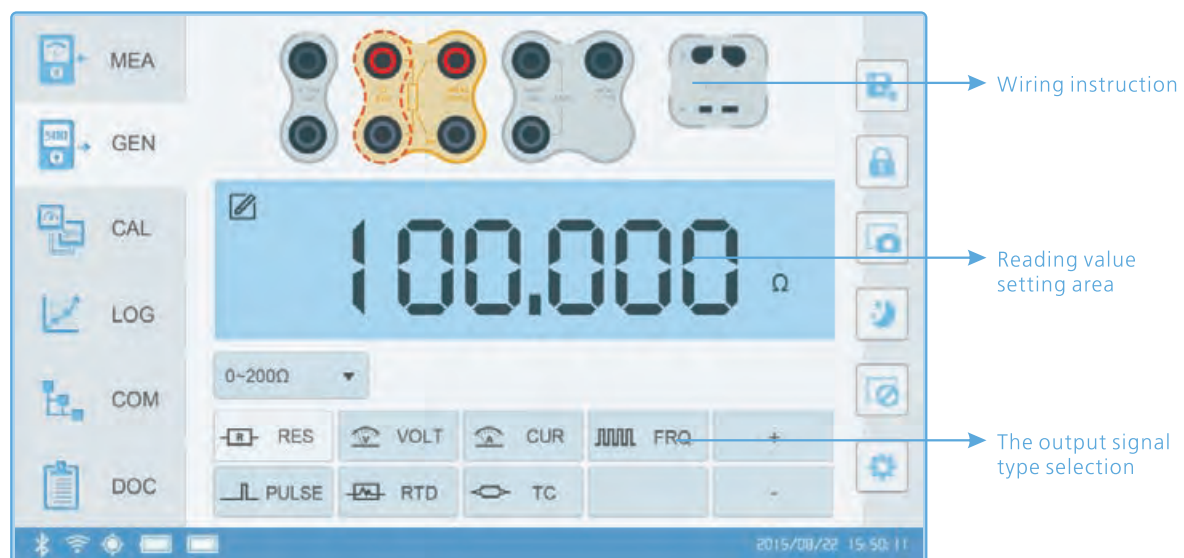 MEA
500
GEN
CAL
LOG
COM
DOC
100.000
Ω
0~200Ω
R RES
V VOLT
A CUR
FRQ
+
PULSE
RTD
TC
-
2015/08/22 15:50:11
Wiring instruction
Reading value
setting area
The output signal
type selection